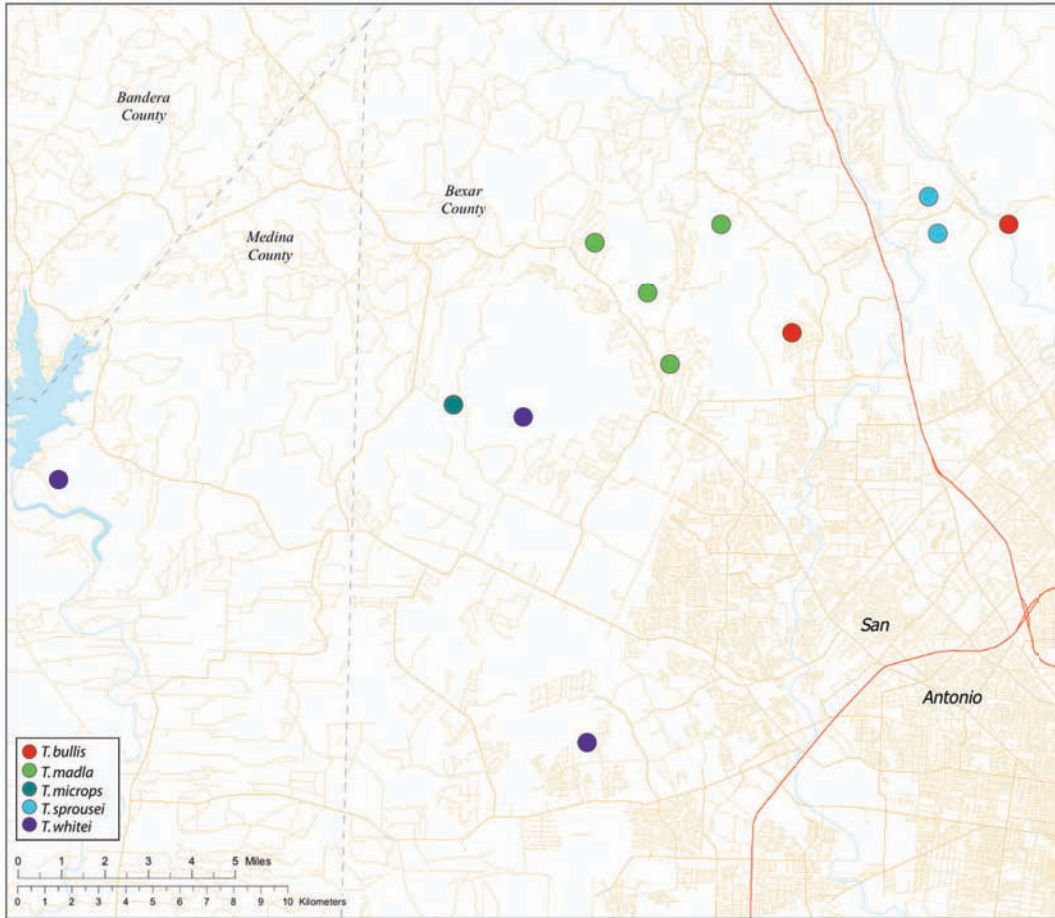 Bandera
County
Bexar
County
Medina
County
San
Antonio
T. bullis
T. madla
T. microps
T. sprousei
T. whitei
0 1 2 3 4 5 Miles
0 1 2 3 4 5 6 7 8 9 10 Kilometers